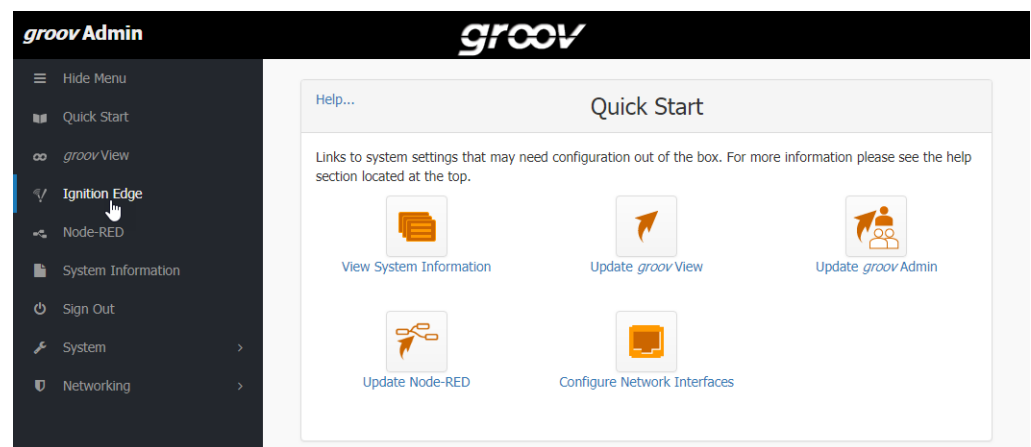 groov Admin
groov
Hide Menu
Quick Start
groov View
Ignition Edge
Node-RED
System Information
Sign Out
System
Networking
Help...
Quick Start
Links to system settings that may need configuration out of the box. For more information please see the help
section located at the top.
View System Information
Update groov View
Update groov Admin
Update Node-RED
Configure Network Interfaces